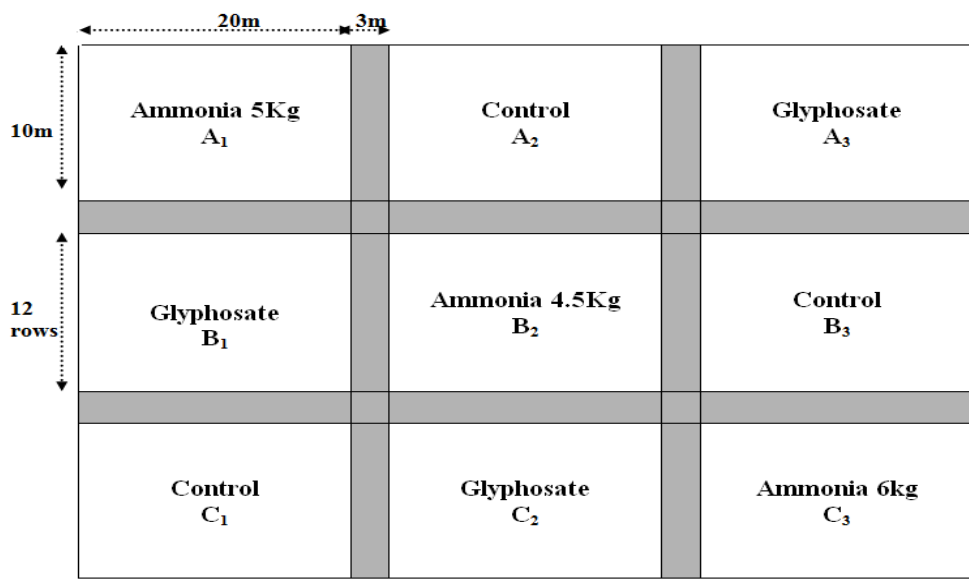 20m
3m
10m
Ammonia 5Kg
A₁
Control
A₂
Glyphosate
A₃
12
rows
Glyphosate
B₁
Ammonia 4.5Kg
B₂
Control
B₃
Control
C₁
Glyphosate
C₂
Ammonia 6kg
C₃